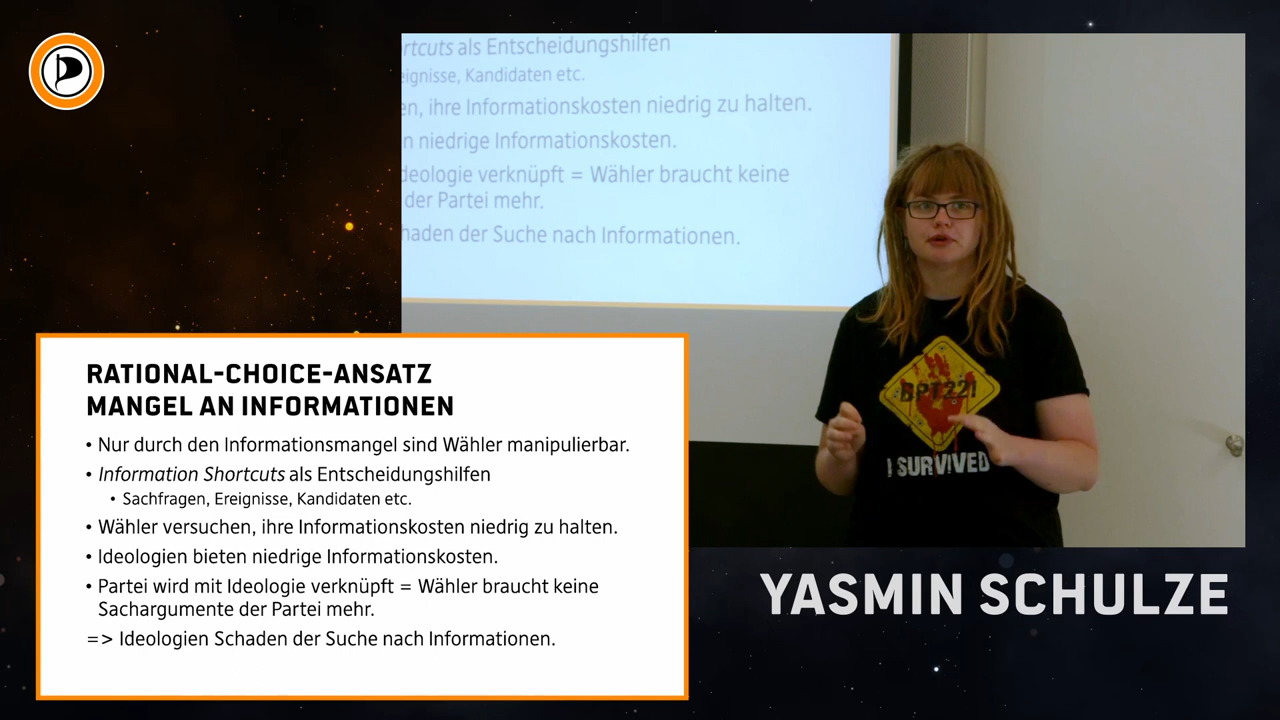 rtcuts als Entscheidungshilfen
eignisse, Kandidaten etc.
en, ihre Informationskosten niedrig zu halten.
n niedrige Informationskosten.
deologie verknüpft = Wähler braucht keine
der Partei mehr.
haden der Suche nach Informationen.
BPT221
I SURVIVED
RATIONAL-CHOICE-ANSATZ
MANGEL AN INFORMATIONEN
• Nur durch den Informationsmangel sind Wähler manipulierbar.
• Information Shortcuts als Entscheidungshilfen
• Sachfragen, Ereignisse, Kandidaten etc.
• Wähler versuchen, ihre Informationskosten niedrig zu halten.
• Ideologien bieten niedrige Informationskosten.
• Partei wird mit Ideologie verknüpft = Wähler braucht keine
Sachargumente der Partei mehr.
=> Ideologien Schaden der Suche nach Informationen.
YASMIN SCHULZE